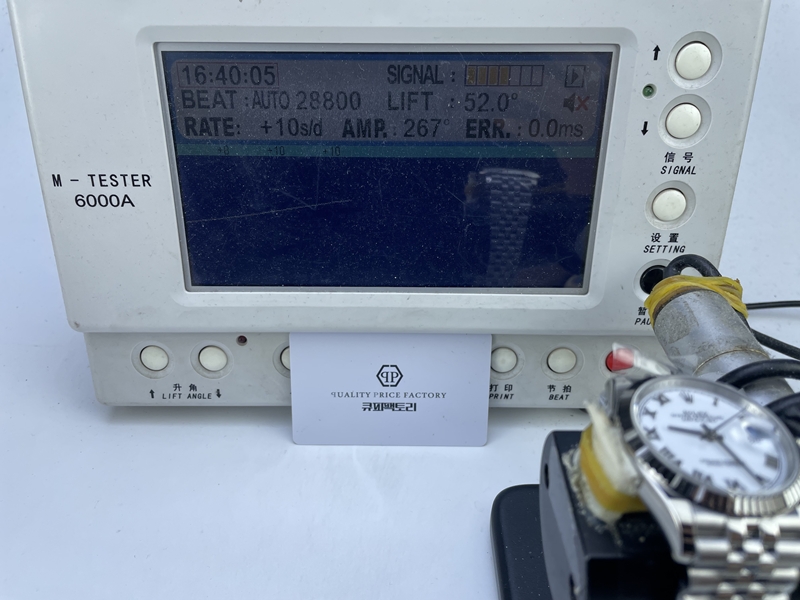 16:40:05 SIGNAL :
BEAT : AUTO 28800 LIFT : 52.0°
RATE: +10s/d AMP. : 267° ERR. : 0.0ms
M - TESTER
6000A
信号
SIGNAL
设置
SETTING
升角
LIFT ANGLE
打印
PRINT
节拍
BEAT
QUALITY PRICE FACTORY
큐피팩토리